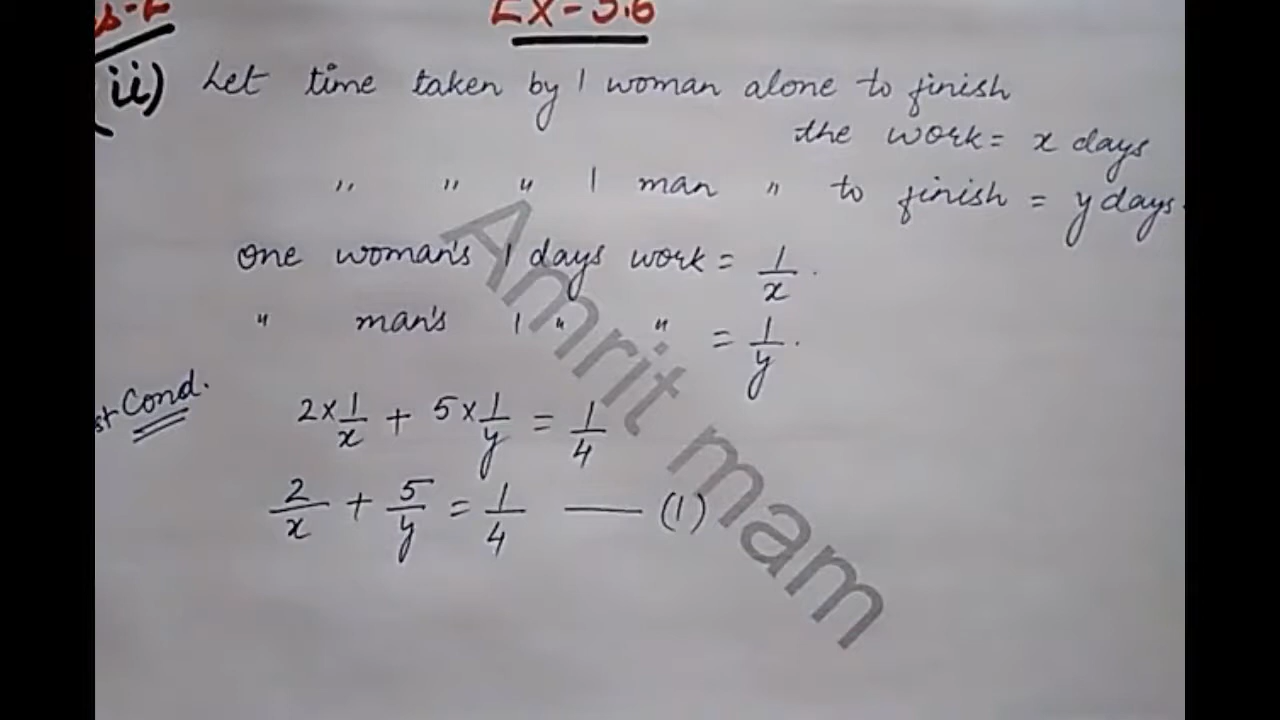 EX-3.6
(ii) Let time taken by 1 woman alone to finish
the work = x days
" " " 1 man " to finish = y days.
One woman's 1 days work = 1/x.
" man's 1 " " = 1/y.
Cond.
2×1/x + 5×1/y = 1/4
2/x + 5/y = 1/4 —— (1)
Amrit mam